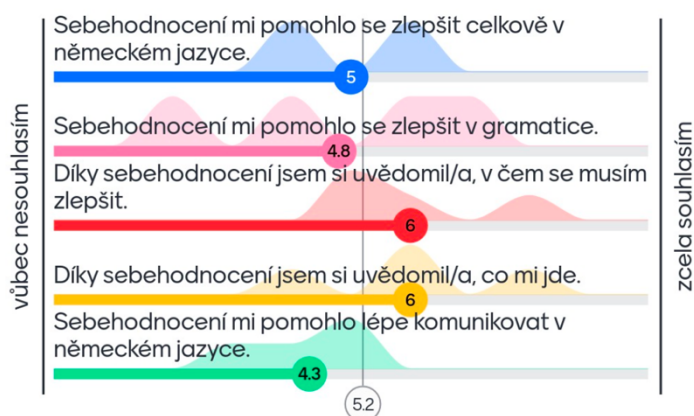 Sebehodnocení mi pomohlo se zlepšit celkově v
německém jazyce.
5
Sebehodnocení mi pomohlo se zlepšit v gramatice.
4.8
Díky sebehodnocení jsem si uvědomil/a, v čem se musím
zlepšit.
6
Díky sebehodnocení jsem si uvědomil/a, co mi jde.
6
Sebehodnocení mi pomohlo lépe komunikovat v
německém jazyce.
4.3
5.2
vůbec nesouhlasím
zcela souhlasím